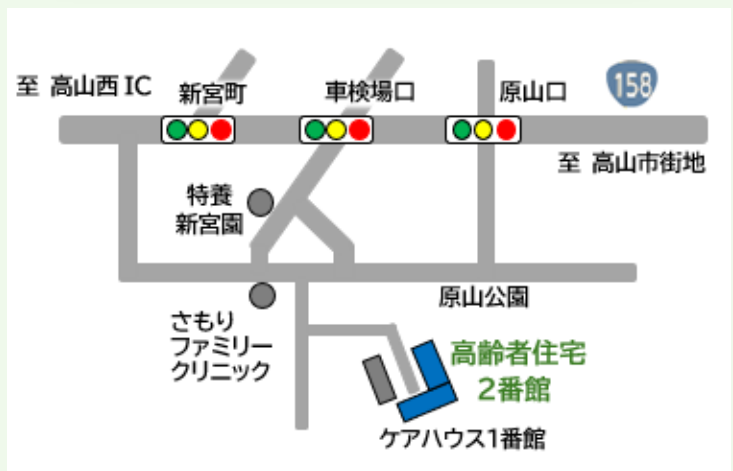 至 高山西IC
新宮町
車検場口
原山口
158
至 高山市街地
特養
新宮園
原山公園
さもり
ファミリー
クリニック
高齢者住宅
2番館
ケアハウス1番館